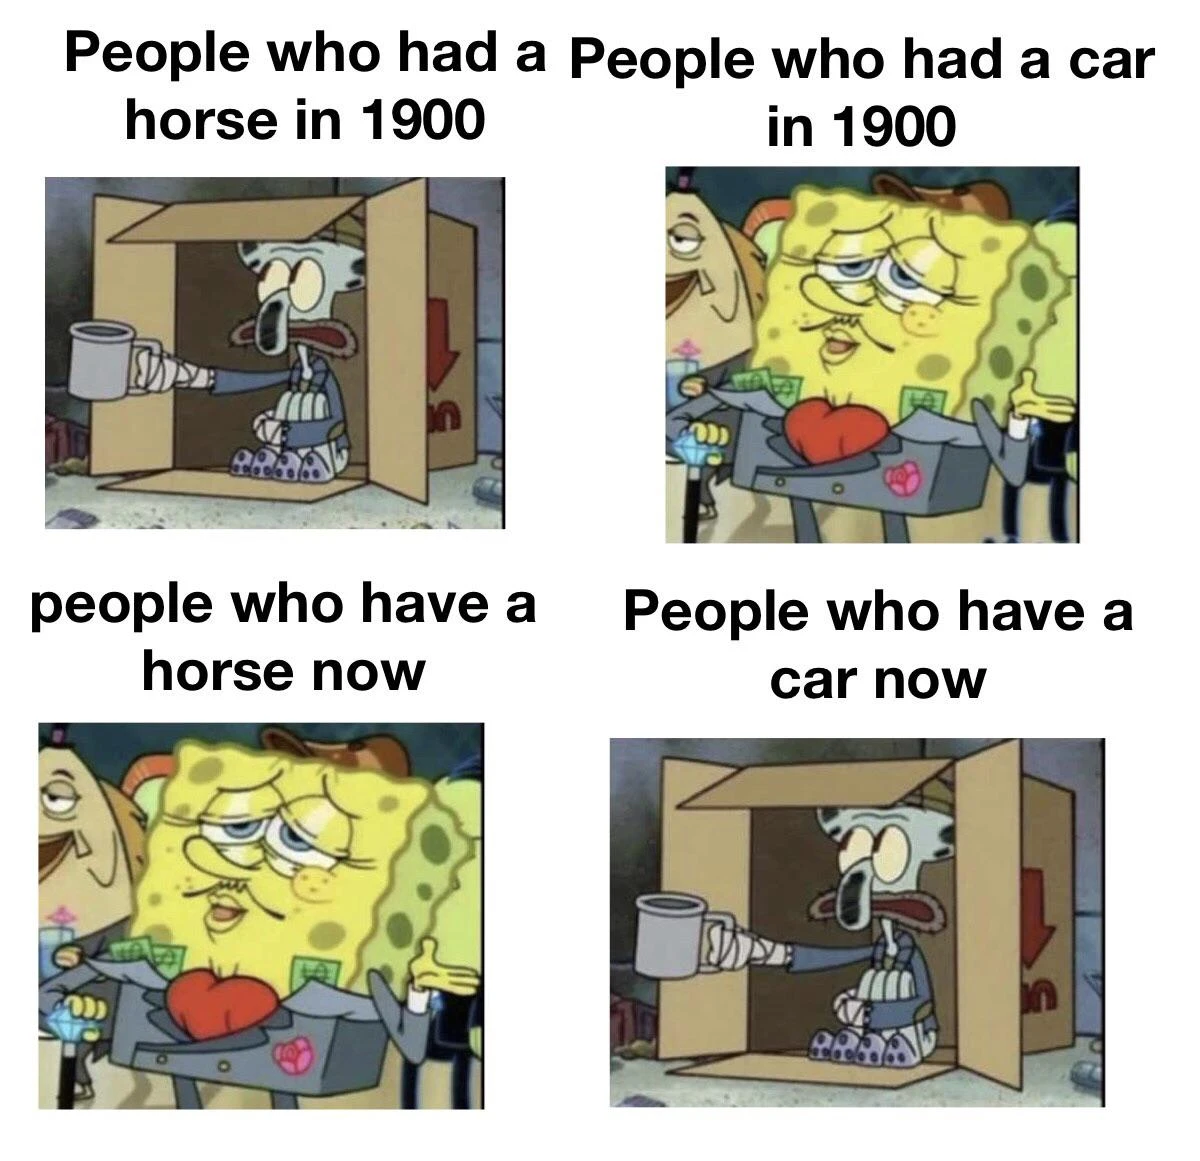 People who had a
horse in 1900
People who had a car
in 1900
people who have a
horse now
People who have a
car now